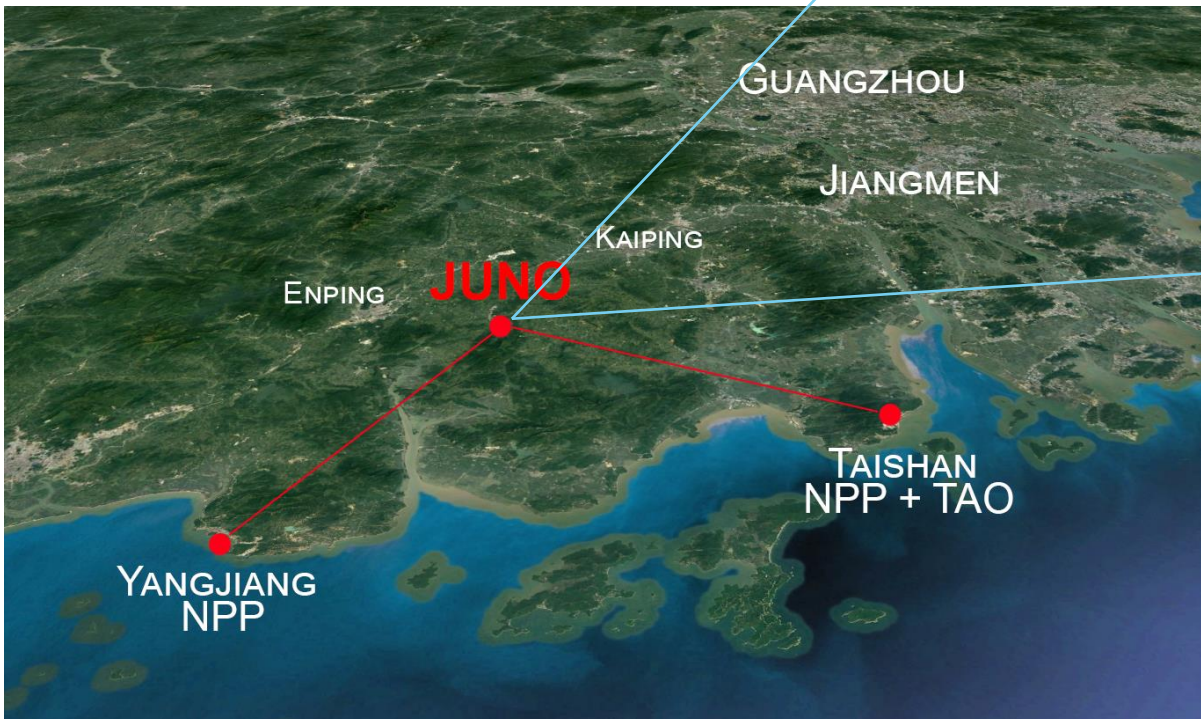 GUANGZHOU
JIANGMEN
KAIPING
JUNO
ENPING
TAISHAN
NPP + TAO
YANGJIANG
NPP